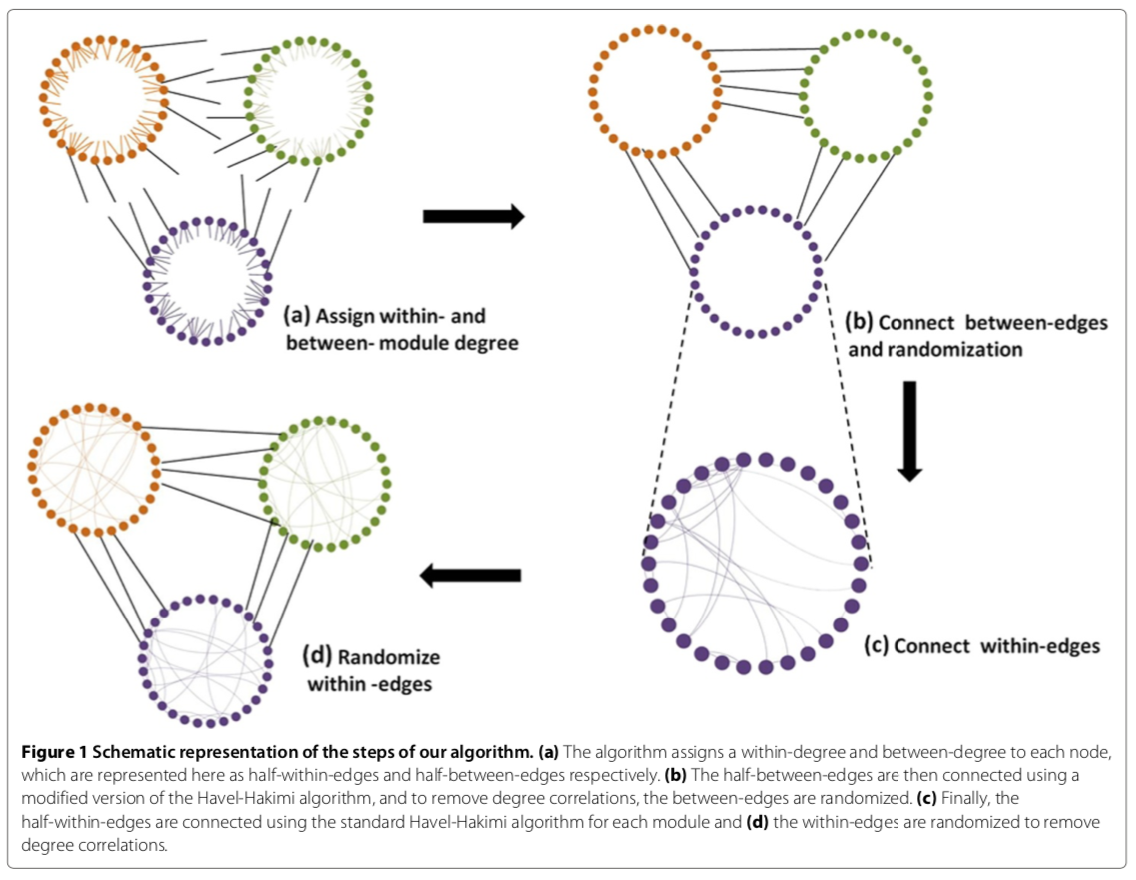 (a) Assign within- and
between- module degree
(b) Connect between-edges
and randomization
(c) Connect within-edges
(d) Randomize
within -edges
Figure 1 Schematic representation of the steps of our algorithm. (a) The algorithm assigns a within-degree and between-degree to each node,
which are represented here as half-within-edges and half-between-edges respectively. (b) The half-between-edges are then connected using a
modified version of the Havel-Hakimi algorithm, and to remove degree correlations, the between-edges are randomized. (c) Finally, the
half-within-edges are connected using the standard Havel-Hakimi algorithm for each module and (d) the within-edges are randomized to remove
degree correlations.